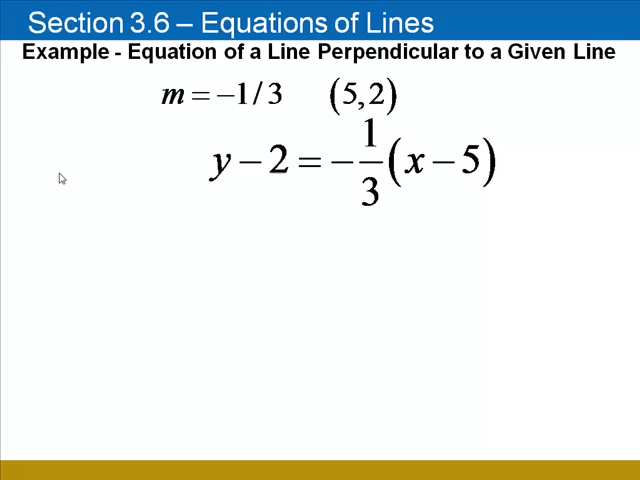 Section 3.6 – Equations of Lines
Example - Equation of a Line Perpendicular to a Given Line
m = −1/3 (5,2)
y − 2 = −1/3 (x − 5)